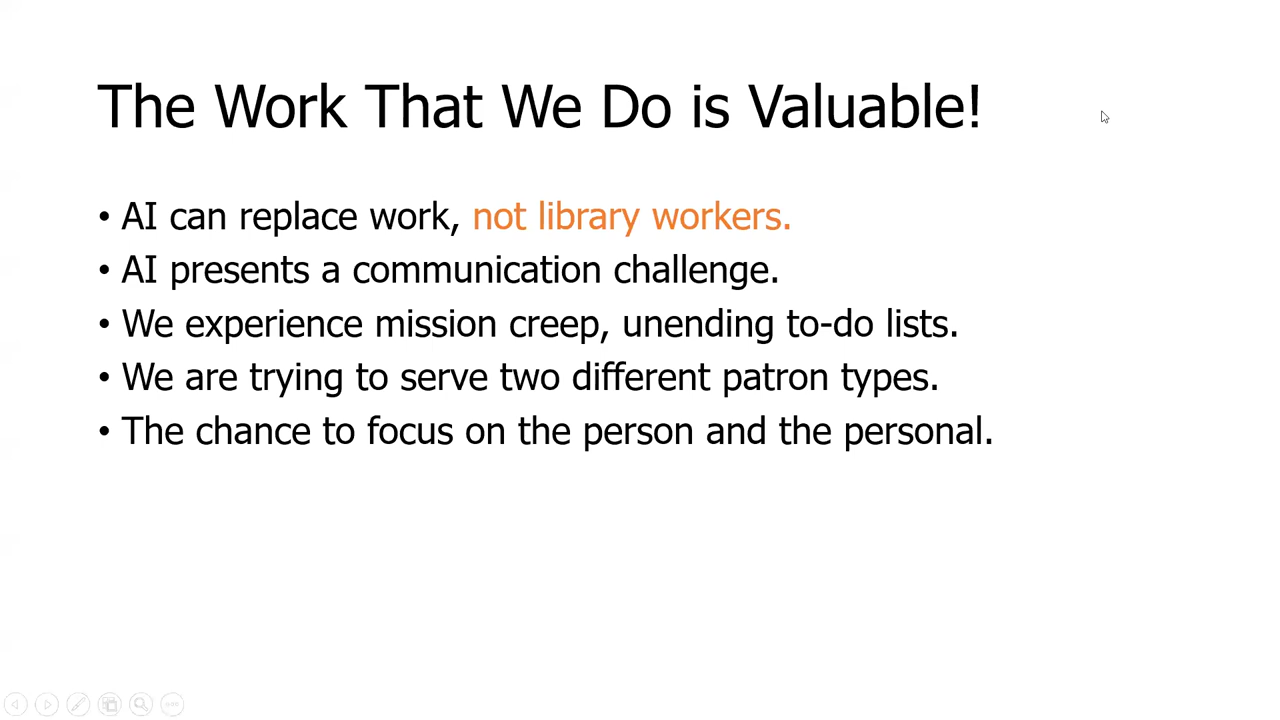 The Work That We Do is Valuable!
• AI can replace work, not library workers.
• AI presents a communication challenge.
• We experience mission creep, unending to-do lists.
• We are trying to serve two different patron types.
• The chance to focus on the person and the personal.